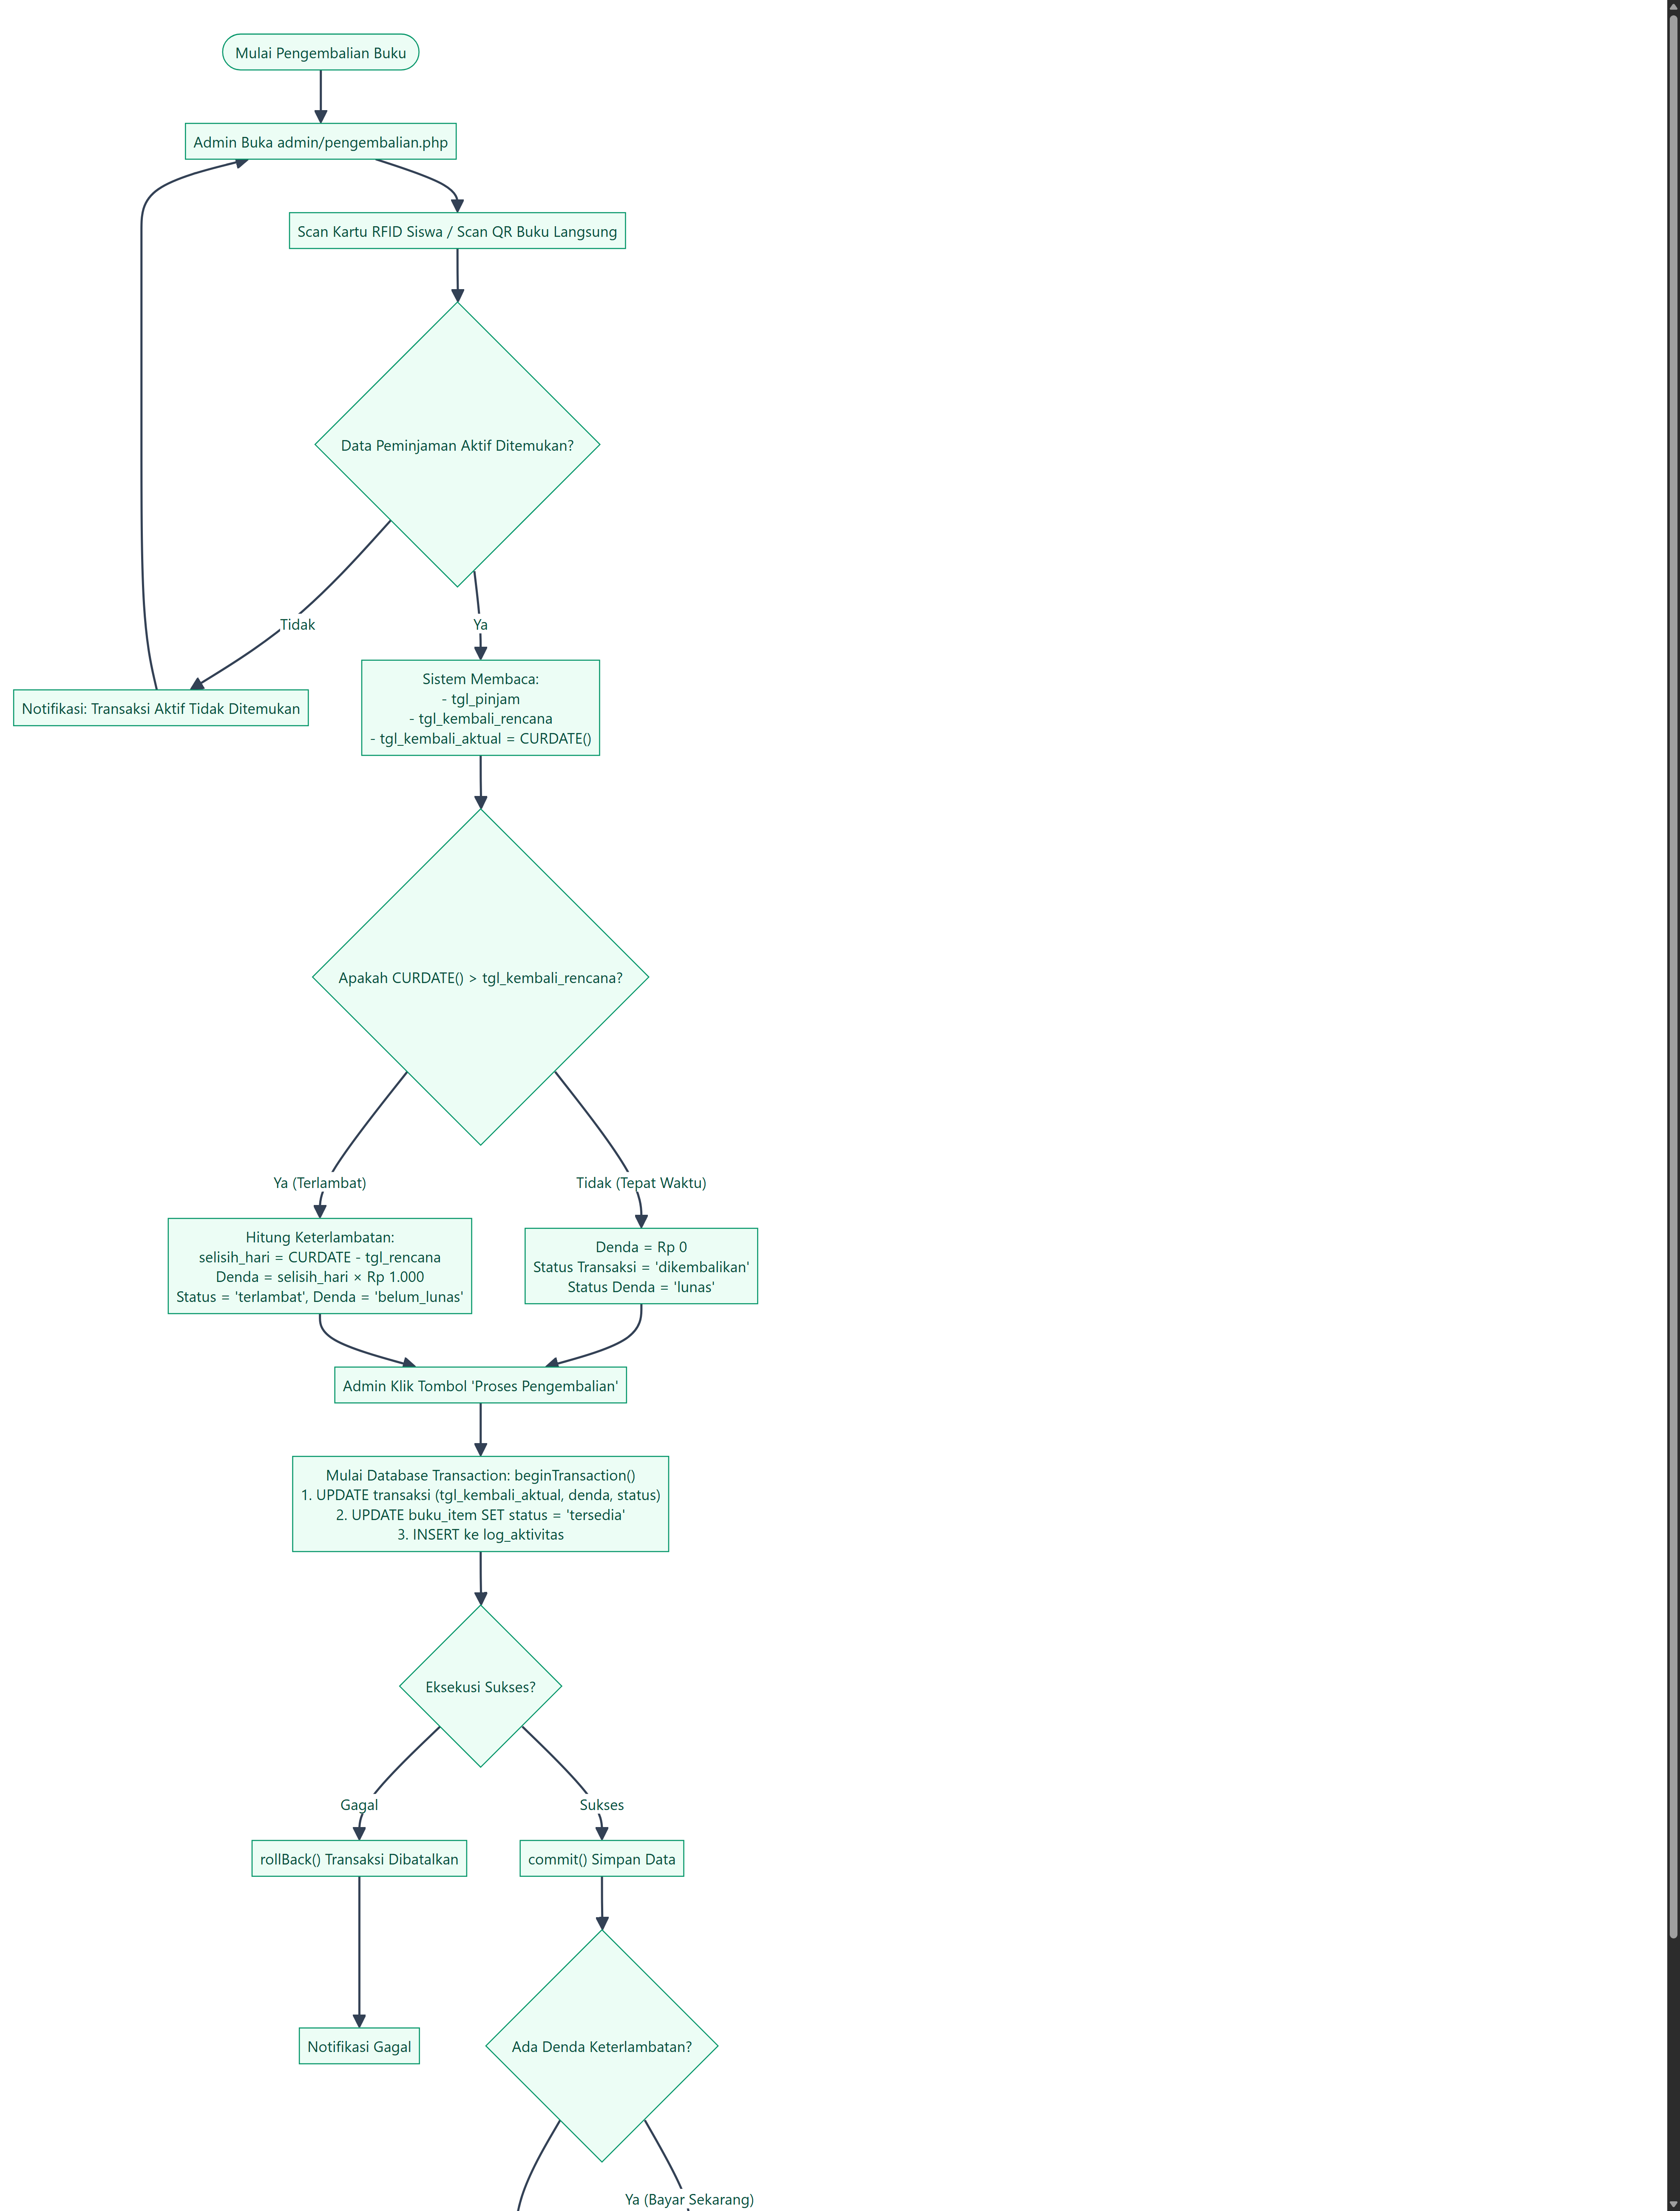 Mulai Pengembalian Buku
Admin Buka admin/pengembalian.php
Scan Kartu RFID Siswa / Scan QR Buku Langsung
Data Peminjaman Aktif Ditemukan?
Tidak
Ya
Notifikasi: Transaksi Aktif Tidak Ditemukan
Sistem Membaca:
- tgl_pinjam
- tgl_kembali_rencana
- tgl_kembali_aktual = CURDATE()
Apakah CURDATE() > tgl_kembali_rencana?
Ya (Terlambat)
Tidak (Tepat Waktu)
Hitung Keterlambatan:
selisih_hari = CURDATE - tgl_rencana
Denda = selisih_hari × Rp 1.000
Status = 'terlambat', Denda = 'belum_lunas'
Denda = Rp 0
Status Transaksi = 'dikembalikan'
Status Denda = 'lunas'
Admin Klik Tombol 'Proses Pengembalian'
Mulai Database Transaction: beginTransaction()
1. UPDATE transaksi (tgl_kembali_aktual, denda, status)
2. UPDATE buku_item SET status = 'tersedia'
3. INSERT ke log_aktivitas
Eksekusi Sukses?
Gagal
Sukses
rollBack() Transaksi Dibatalkan
commit() Simpan Data
Notifikasi Gagal
Ada Denda Keterlambatan?
Ya (Bayar Sekarang)